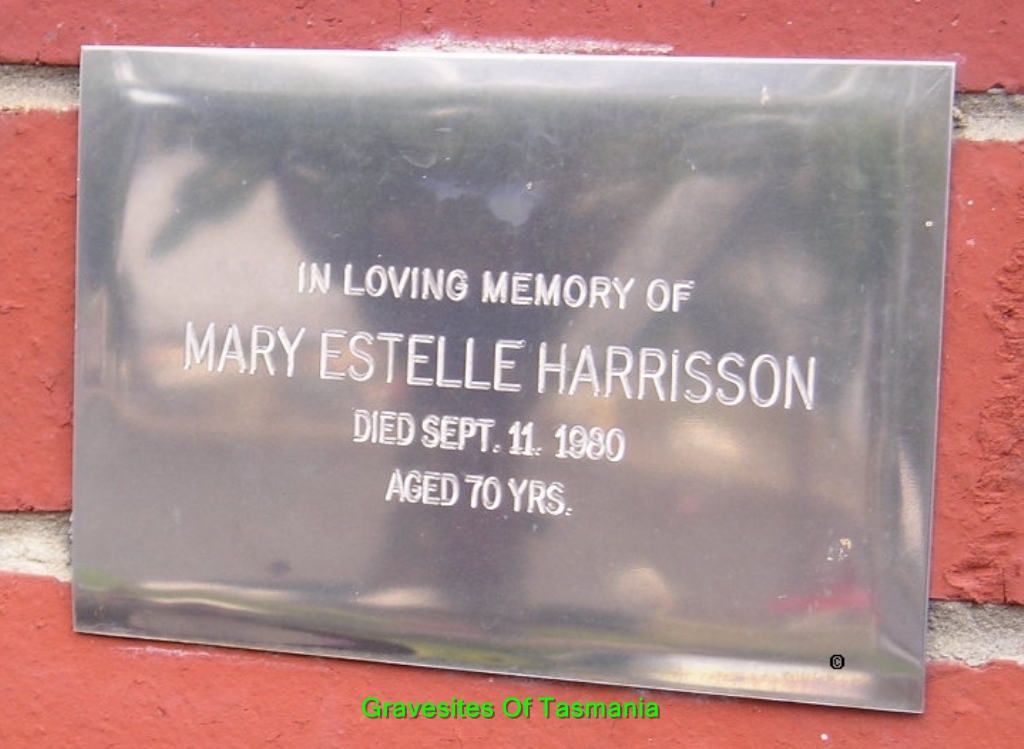 IN LOVING MEMORY OF
MARY ESTELLE HARRISSON
DIED SEPT. 11. 1980
AGED 70 YRS.
©
Gravesites Of Tasmania